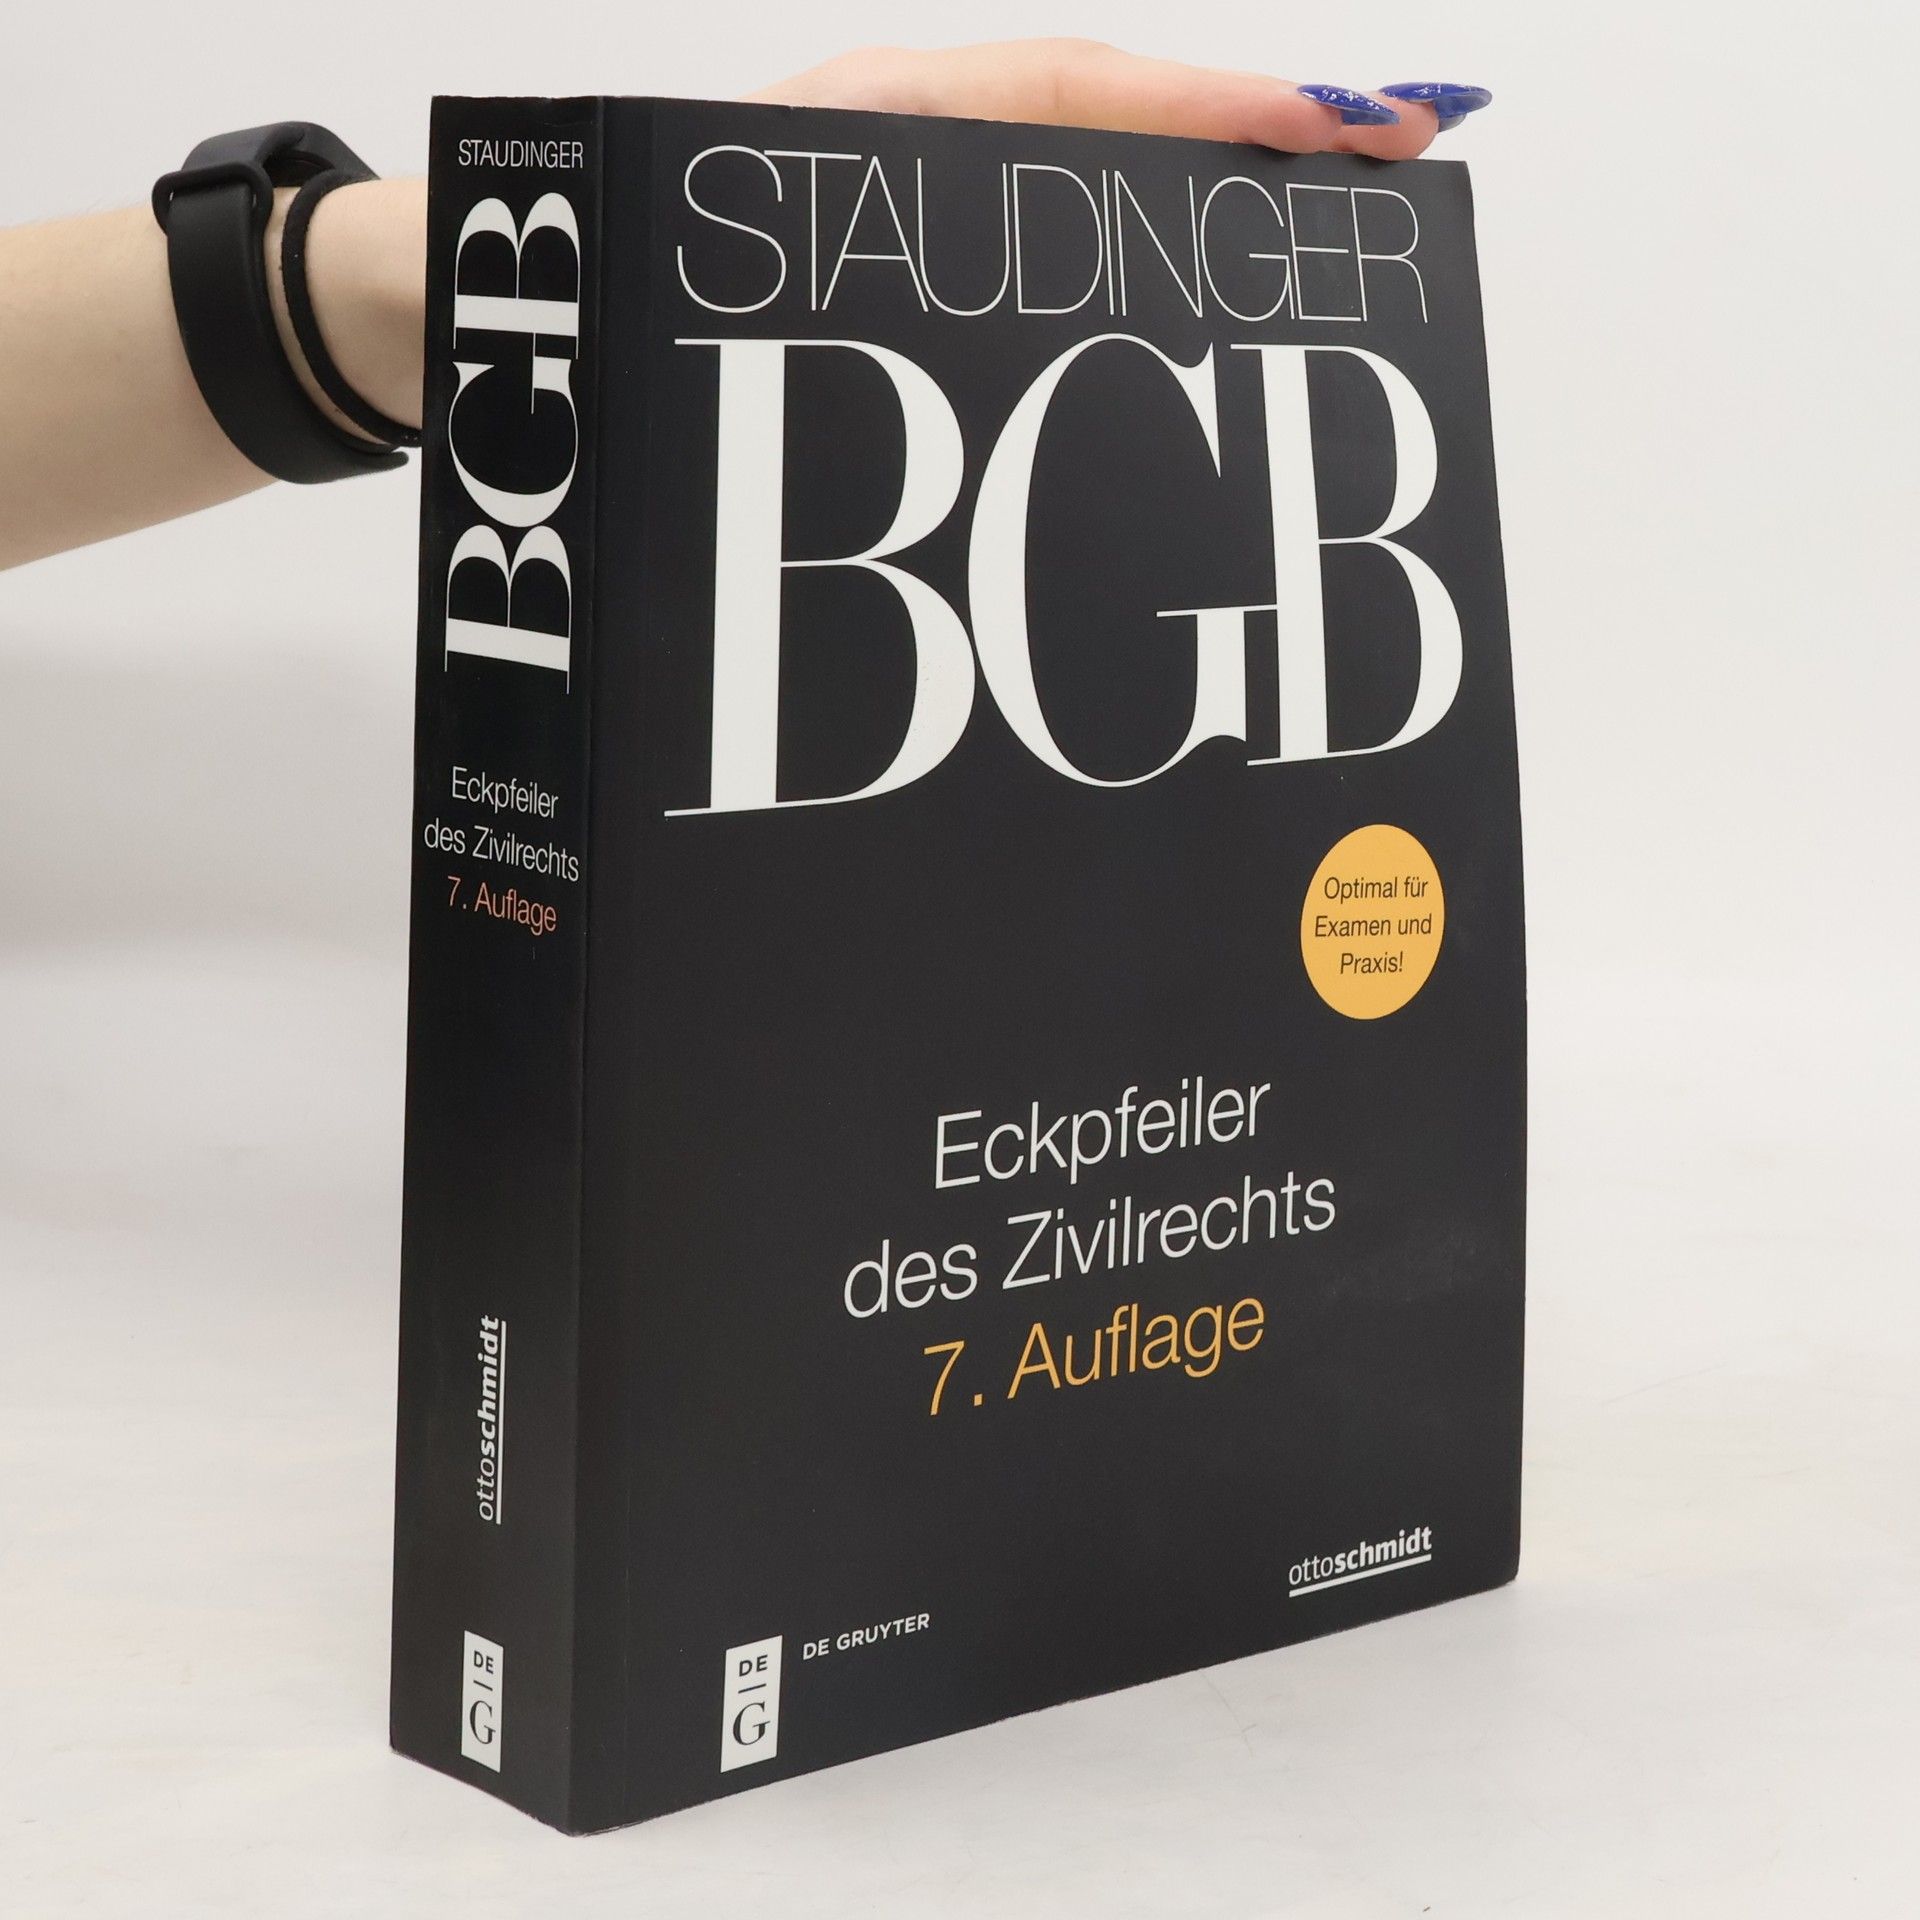 STAUDINGER
BGB
Eckpfeiler
des Zivilrechts
7. Auflage
ottoschmidt
DE
G
STAUDINGER
BGB
Optimal für
Examen und
Praxis!
Eckpfeiler
des Zivilrechts
7. Auflage
ottoschmidt
DE
G
DE GRUYTER